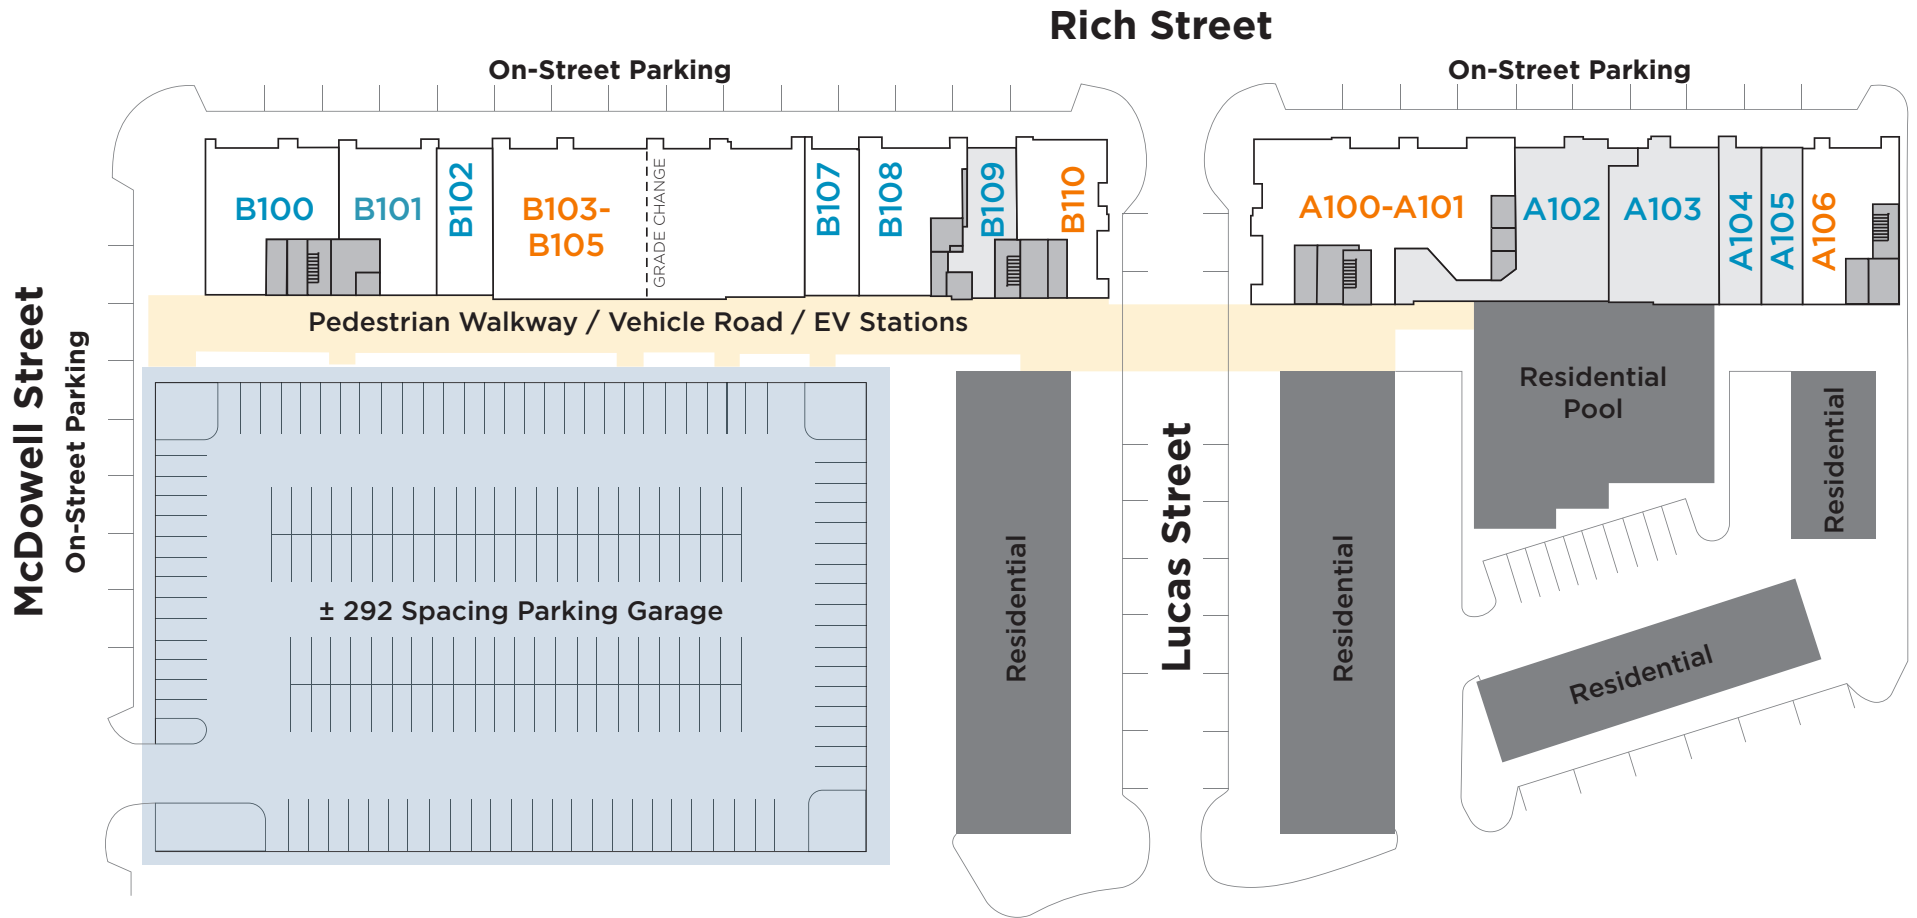 Rich Street
On-Street Parking
On-Street Parking
B100
B101
B102
B103-
B105
GRADE CHANGE
B107
B108
B109
B110
A100-A101
A102
A103
A104
A105
A106
Pedestrian Walkway / Vehicle Road / EV Stations
McDowell Street
On-Street Parking
± 292 Spacing Parking Garage
Residential
Lucas Street
Residential
Residential
Pool
Residential
Residential